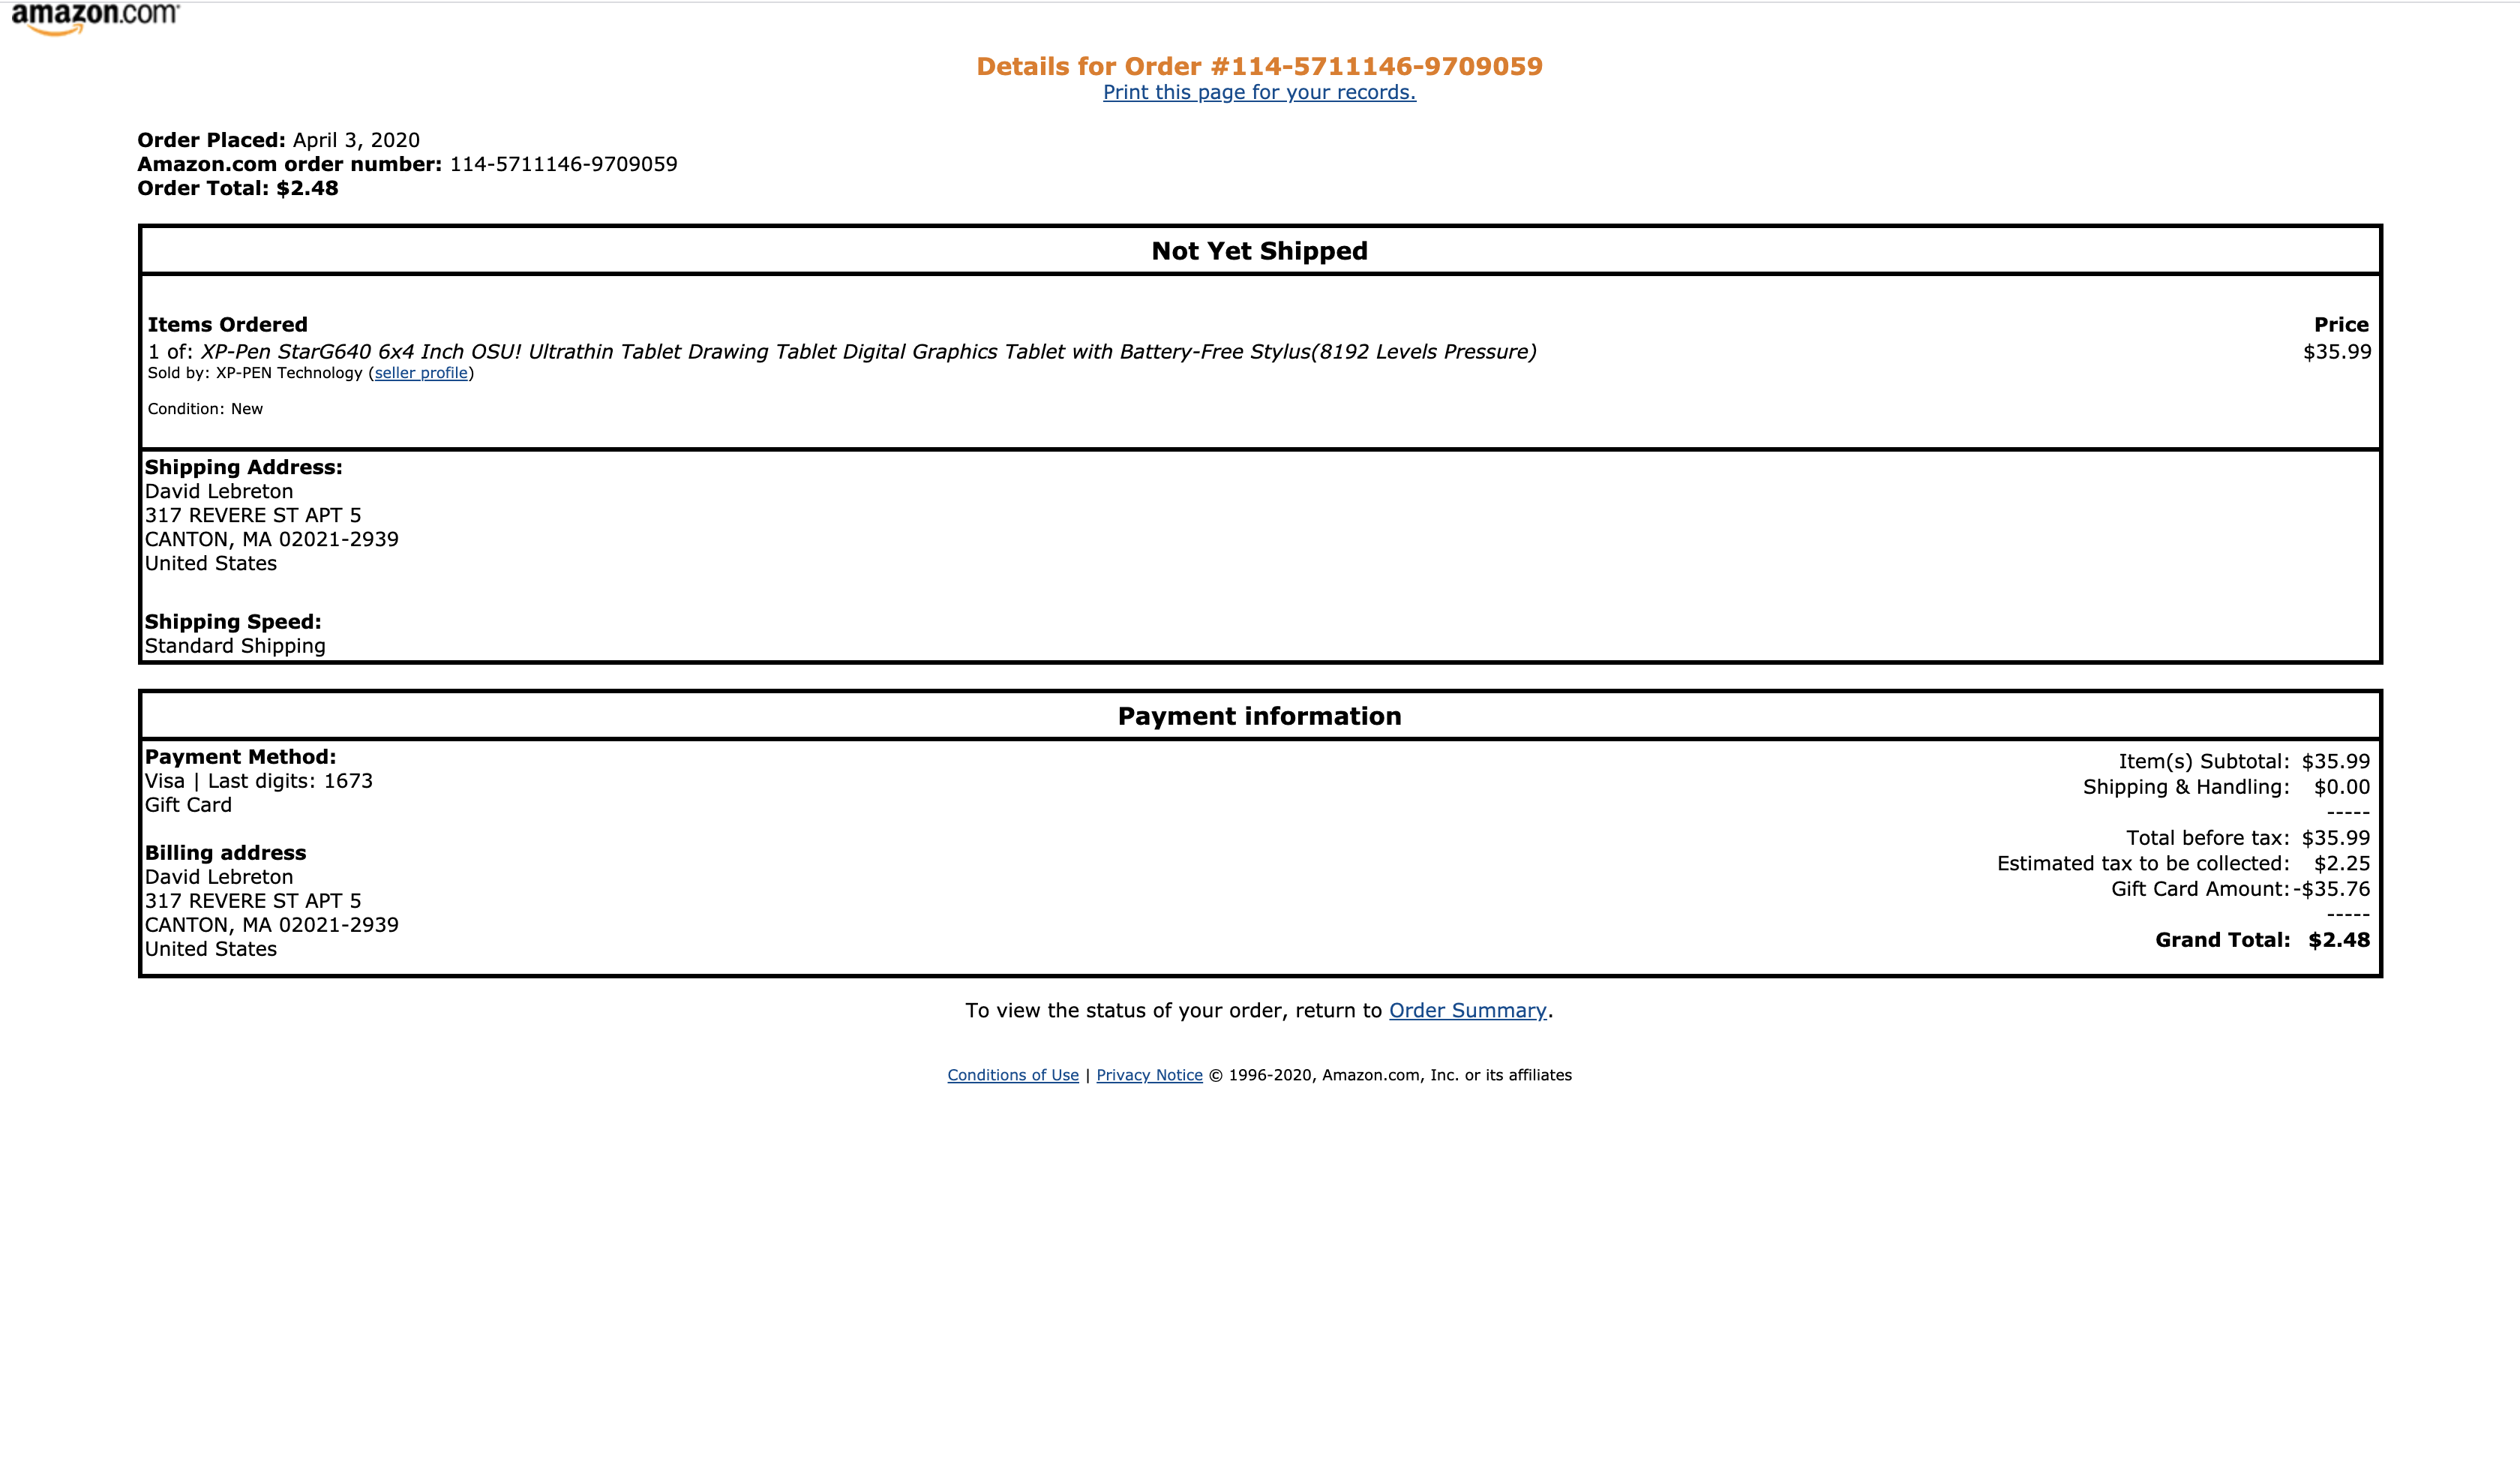 amazon.com
Details for Order #114-5711146-9709059
Print this page for your records.
Order Placed: April 3, 2020
Amazon.com order number: 114-5711146-9709059
Order Total: $2.48
Not Yet Shipped
Items Ordered Price
1 of: XP-Pen StarG640 6x4 Inch OSU! Ultrathin Tablet Drawing Tablet Digital Graphics Tablet with Battery-Free Stylus(8192 Levels Pressure) $35.99
Sold by: XP-PEN Technology (seller profile)
Condition: New
Shipping Address:
David Lebreton
317 REVERE ST APT 5
CANTON, MA 02021-2939
United States
Shipping Speed:
Standard Shipping
Payment information
Payment Method:
Visa | Last digits: 1673
Gift Card
Billing address
David Lebreton
317 REVERE ST APT 5
CANTON, MA 02021-2939
United States
Item(s) Subtotal: $35.99
Shipping & Handling: $0.00
-----
Total before tax: $35.99
Estimated tax to be collected: $2.25
Gift Card Amount: -$35.76
-----
Grand Total: $2.48
To view the status of your order, return to Order Summary.
Conditions of Use | Privacy Notice © 1996-2020, Amazon.com, Inc. or its affiliates